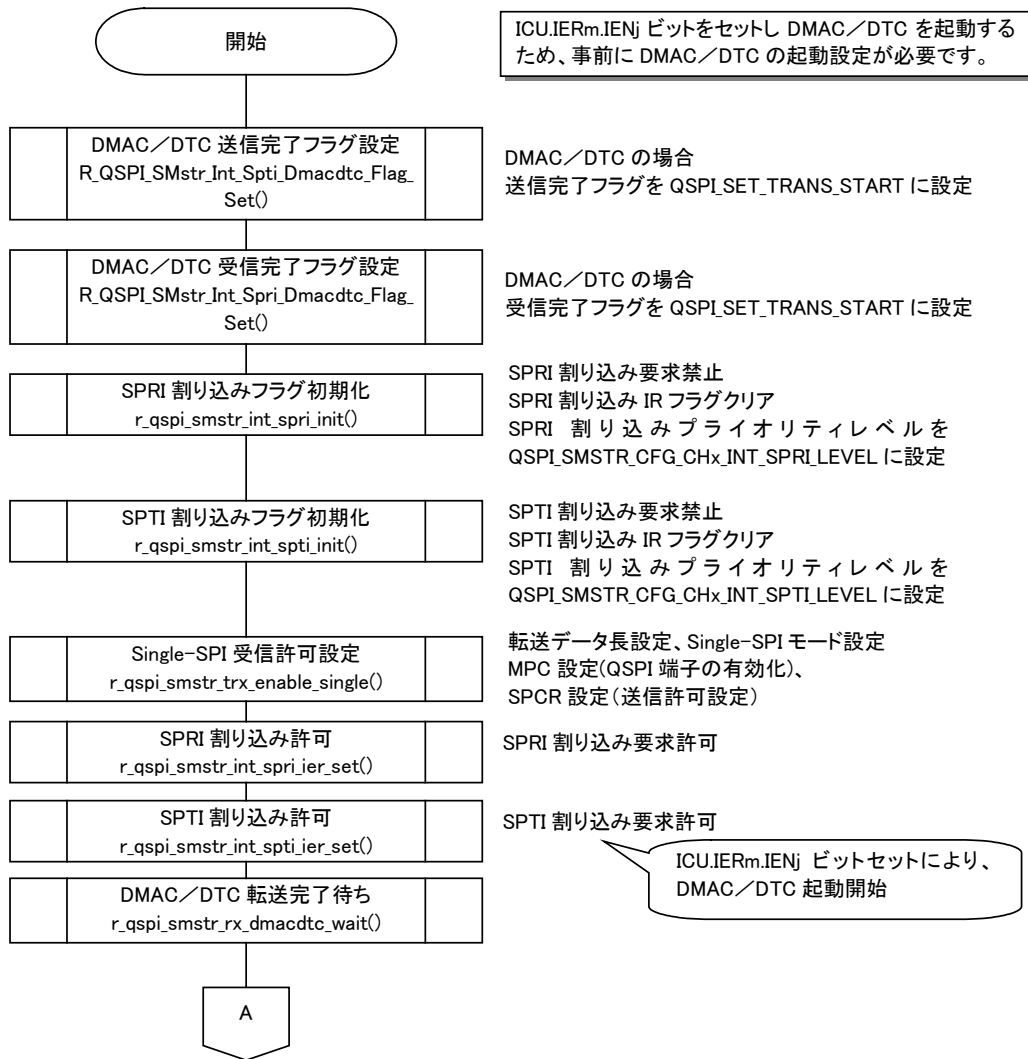 開始
ICU.IERm.IENj ビットをセットし DMAC／DTC を起動する
ため、事前に DMAC／DTC の起動設定が必要です。
DMAC／DTC 送信完了フラグ設定
R_QSPI_SMstr_Int_Spti_Dmacdtc_Flag_
Set()
DMAC／DTC の場合
送信完了フラグを QSPI_SET_TRANS_START に設定
DMAC／DTC 受信完了フラグ設定
R_QSPI_SMstr_Int_Spri_Dmacdtc_Flag_
Set()
DMAC／DTC の場合
受信完了フラグを QSPI_SET_TRANS_START に設定
SPRI 割り込みフラグ初期化
r_qspi_smstr_int_spri_init()
SPRI 割り込み要求禁止
SPRI 割り込み IR フラグクリア
SPRI 割り込みプライオリティレベルを
QSPI_SMSTR_CFG_CHx_INT_SPRI_LEVEL に設定
SPTI 割り込みフラグ初期化
r_qspi_smstr_int_spti_init()
SPTI 割り込み要求禁止
SPTI 割り込み IR フラグクリア
SPTI 割り込みプライオリティレベルを
QSPI_SMSTR_CFG_CHx_INT_SPTI_LEVEL に設定
Single-SPI 受信許可設定
r_qspi_smstr_trx_enable_single()
転送データ長設定、Single-SPI モード設定
MPC 設定(QSPI 端子の有効化)、
SPCR 設定（送信許可設定）
SPRI 割り込み許可
r_qspi_smstr_int_spri_ier_set()
SPRI 割り込み要求許可
SPTI 割り込み許可
r_qspi_smstr_int_spti_ier_set()
SPTI 割り込み要求許可
ICU.IERm.IENj ビットセットにより、
DMAC／DTC 起動開始
DMAC／DTC 転送完了待ち
r_qspi_smstr_rx_dmacdtc_wait()
A